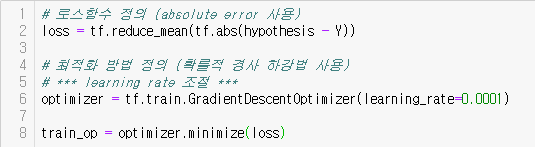 1 # 로스함수 정의 (absolute error 사용)
2 loss = tf.reduce_mean(tf.abs(hypothesis - Y))
3
4 # 최적화 방법 정의 (확률적 경사 하강법 사용)
5 # *** learning rate 조절 ***
6 optimizer = tf.train.GradientDescentOptimizer(learning_rate=0.0001)
7
8 train_op = optimizer.minimize(loss)